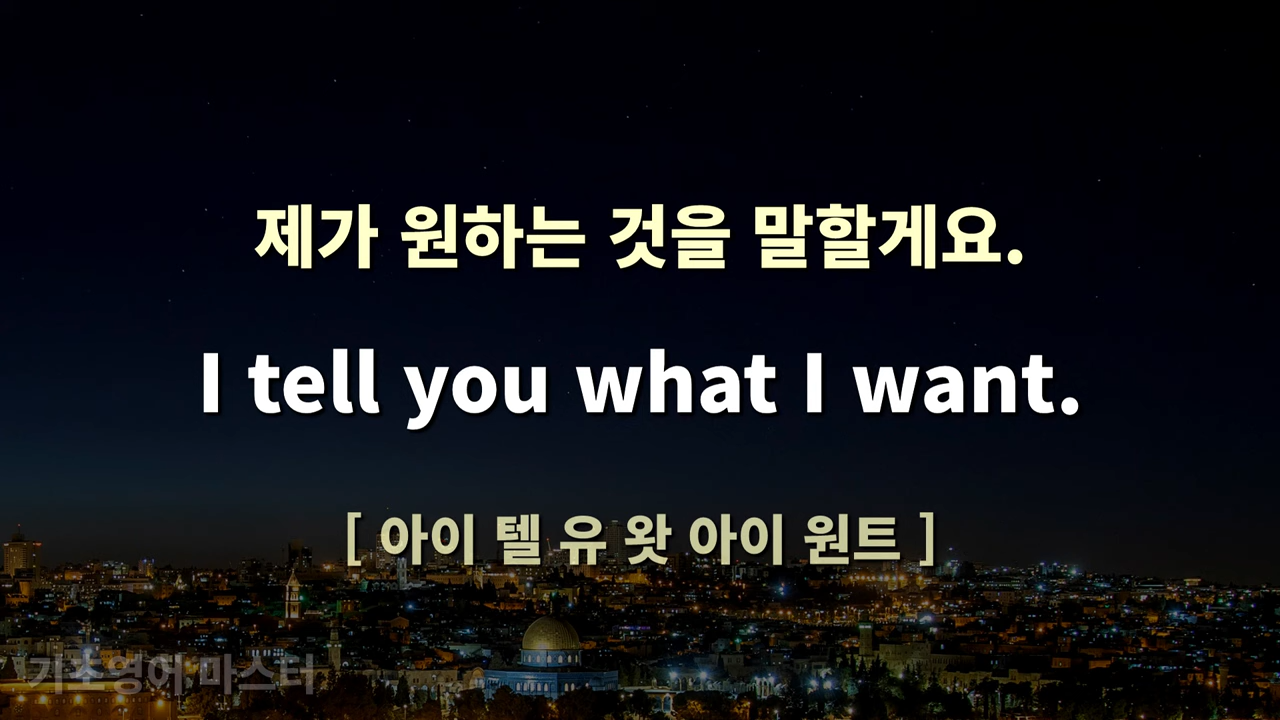 제가 원하는 것을 말할게요.
I tell you what I want.
[ 아이 텔 유 왓 아이 원트 ]
기초영어 마스터